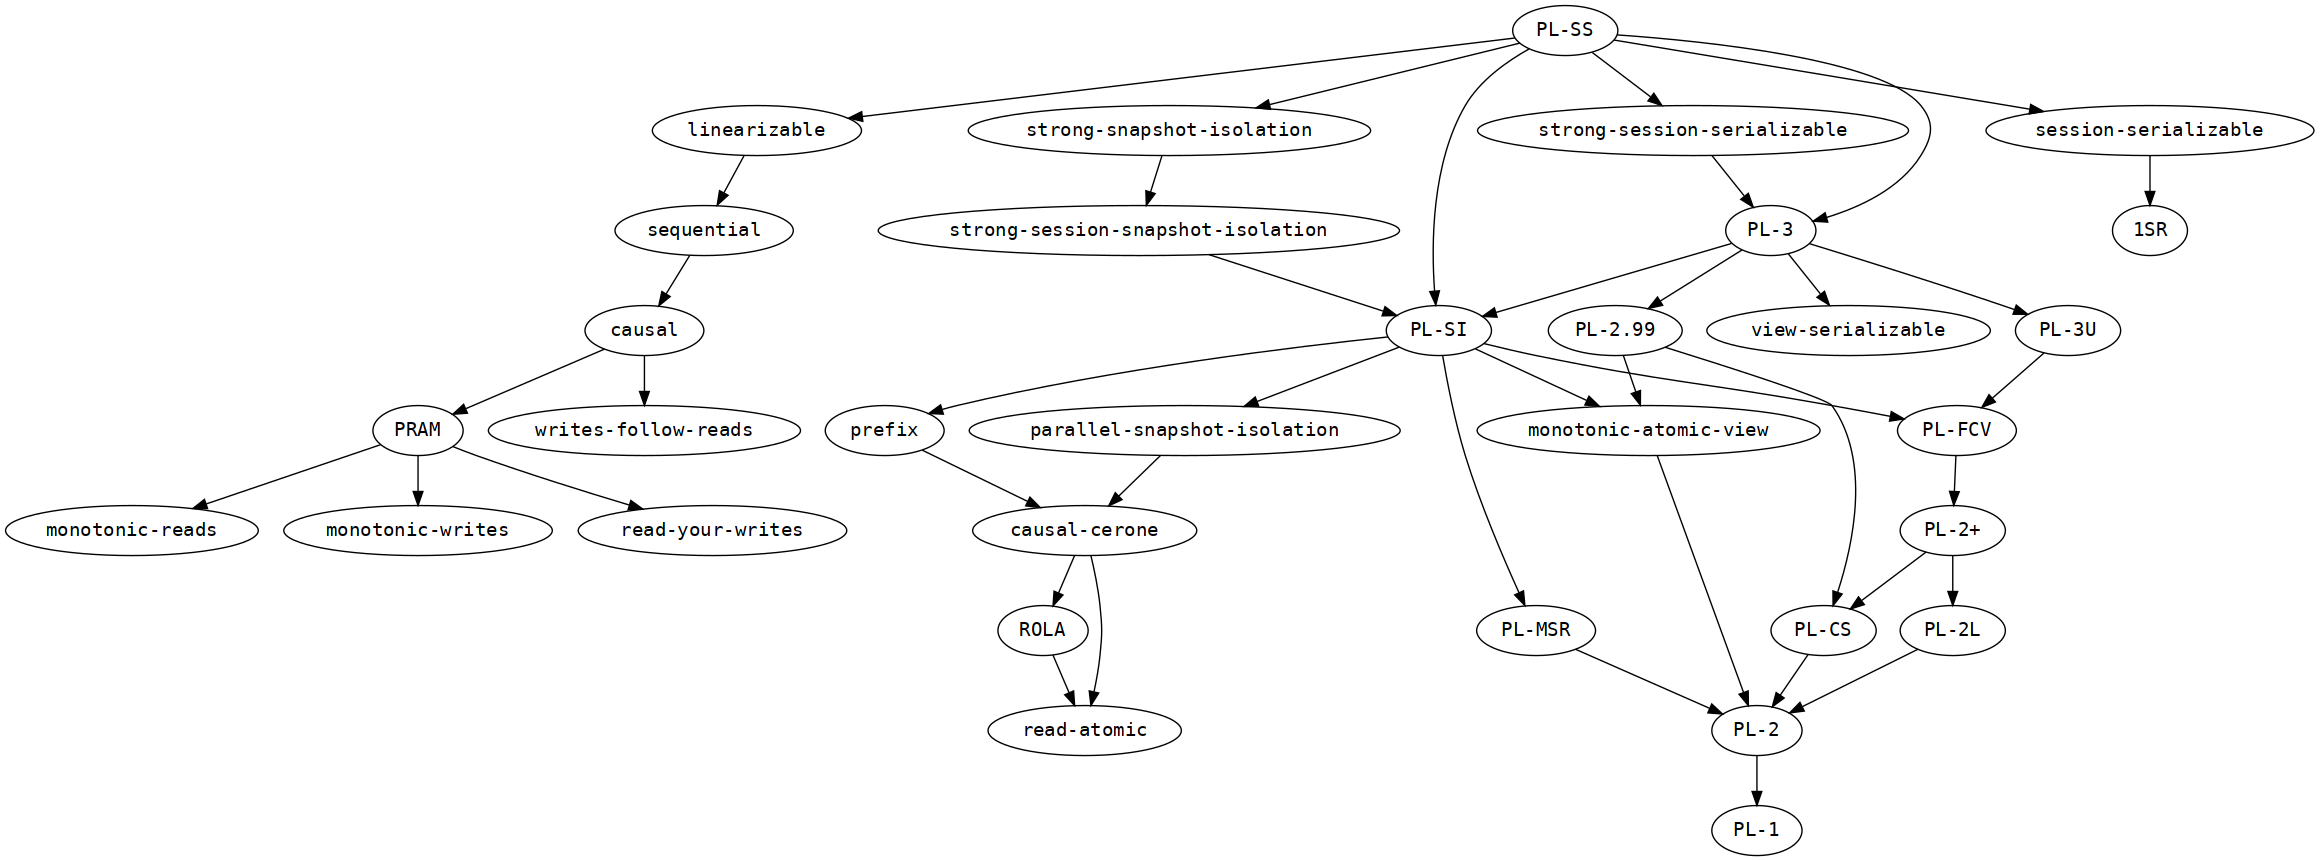 PL-SS
linearizable
strong-snapshot-isolation
strong-session-serializable
session-serializable
sequential
strong-session-snapshot-isolation
PL-3
1SR
causal
PL-SI
PL-2.99
view-serializable
PL-3U
PRAM
writes-follow-reads
prefix
parallel-snapshot-isolation
monotonic-atomic-view
PL-FCV
monotonic-reads
monotonic-writes
read-your-writes
causal-cerone
PL-2+
ROLA
PL-MSR
PL-CS
PL-2L
read-atomic
PL-2
PL-1